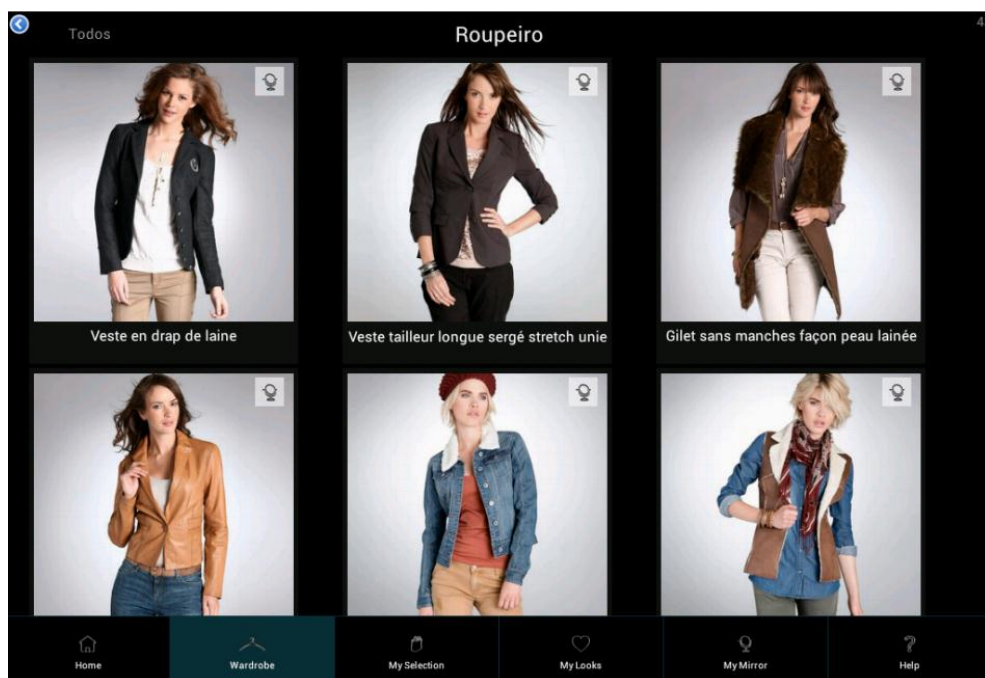 Todos
Roupeiro
4
Veste en drap de laine
Veste tailleur longue sergé stretch unie
Gilet sans manches façon peau lainée
Home
Wardrobe
My Selection
My Looks
My Mirror
Help